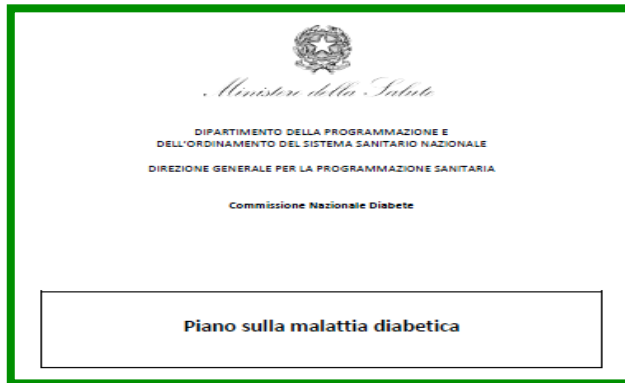 Ministero della Salute
DIPARTIMENTO DELLA PROGRAMMAZIONE E
DELL'ORDINAMENTO DEL SISTEMA SANITARIO NAZIONALE
DIREZIONE GENERALE PER LA PROGRAMMAZIONE SANITARIA
Commissione Nazionale Diabete
Piano sulla malattia diabetica